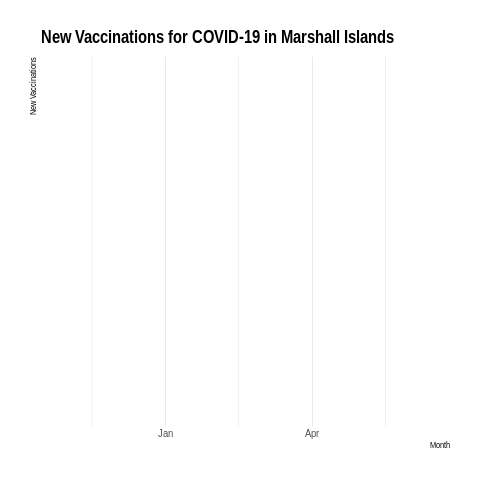 New Vaccinations for COVID-19 in Marshall Islands
New Vaccinations
Jan Apr
Month